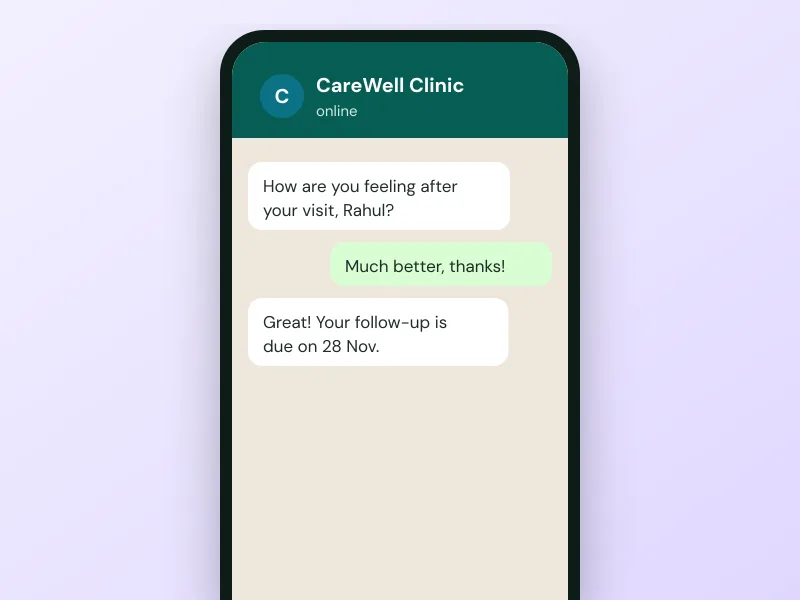 C
CareWell Clinic
online
How are you feeling after
your visit, Rahul?
Much better, thanks!
Great! Your follow-up is
due on 28 Nov.